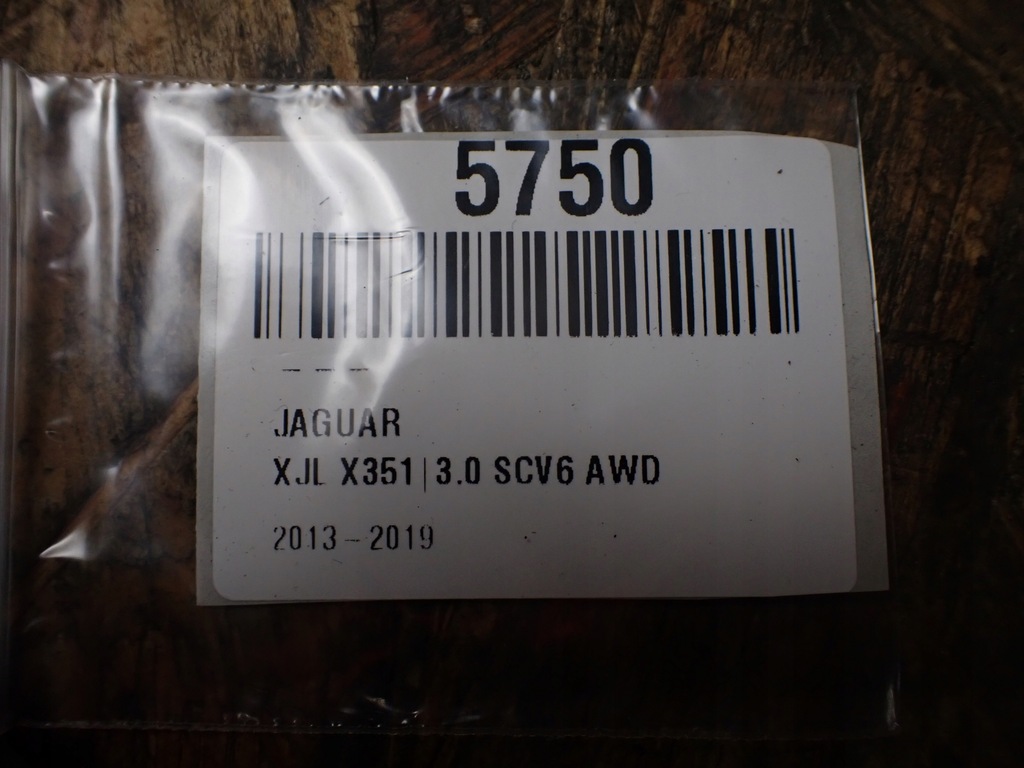 5750
--- 
JAGUAR
XJL X351|3.0 SCV6 AWD
2013-2019